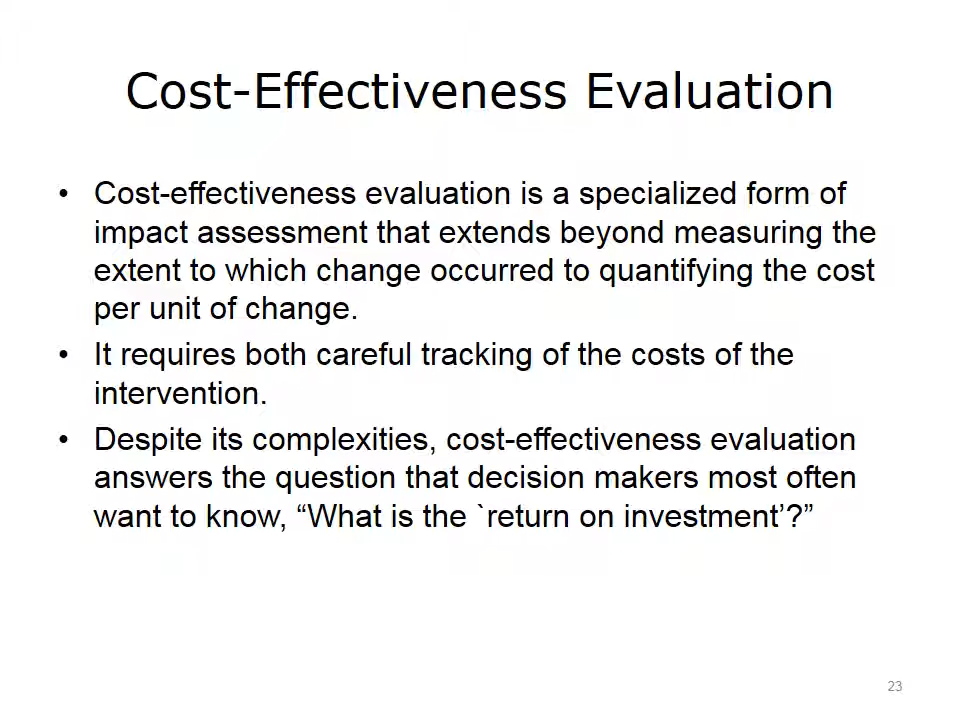 Cost-Effectiveness Evaluation
• Cost-effectiveness evaluation is a specialized form of
impact assessment that extends beyond measuring the
extent to which change occurred to quantifying the cost
per unit of change.
• It requires both careful tracking of the costs of the
intervention.
• Despite its complexities, cost-effectiveness evaluation
answers the question that decision makers most often
want to know, “What is the `return on investment’?”
23